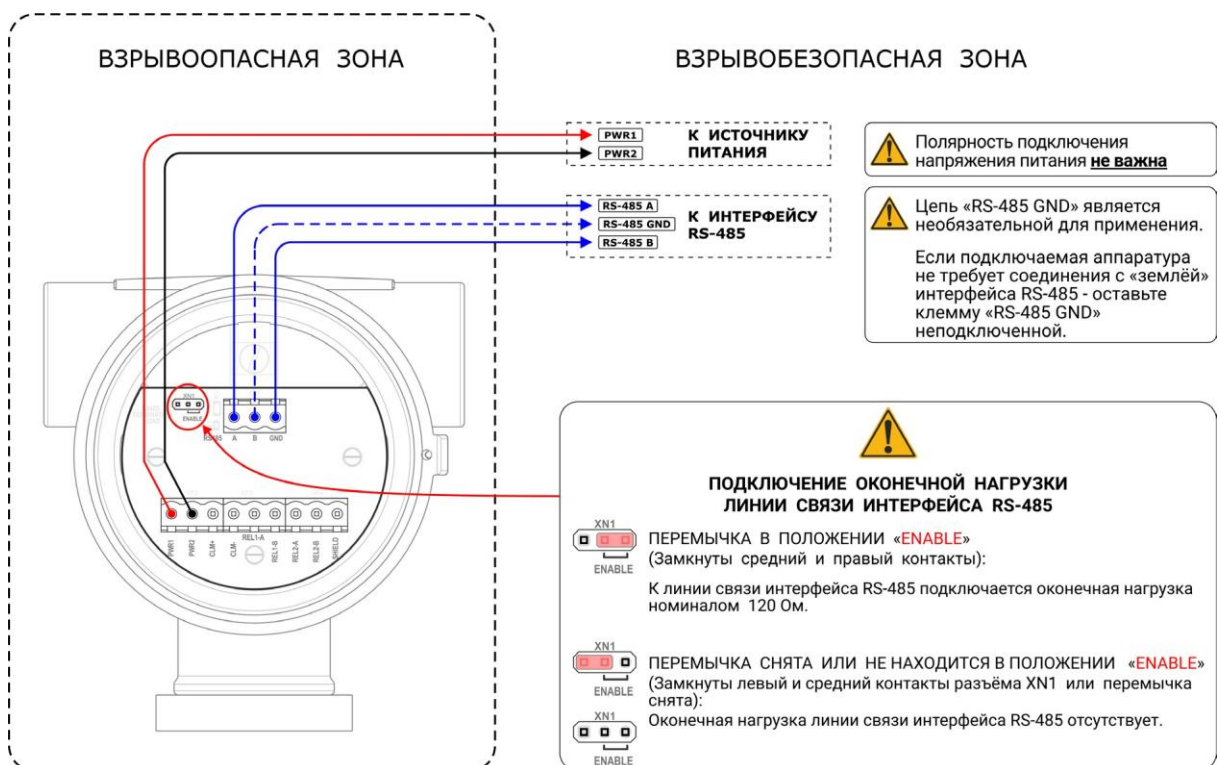 ВЗРЫВООПАСНАЯ ЗОНА
ВЗРЫВОБЕЗОПАСНАЯ ЗОНА
PWR1
PWR2
К ИСТОЧНИКУ
ПИТАНИЯ
Полярность подключения
напряжения питания не важна
RS-485 A
RS-485 GND
RS-485 B
К ИНТЕРФЕЙСУ
RS-485
Цепь «RS-485 GND» является
необязательной для применения.
Если подключаемая аппаратура
не требует соединения с «землёй»
интерфейса RS-485 - оставьте
клемму «RS-485 GND»
неподключенной.
XN1
ENABLE
RS485
A
B
GND
PWR1
PWR2
CLM+
CLM-
REL1-A
REL1-B
REL2-A
REL2-B
SHIELD
ПОДКЛЮЧЕНИЕ ОКОНЕЧНОЙ НАГРУЗКИ
ЛИНИИ СВЯЗИ ИНТЕРФЕЙСА RS-485
XN1
ENABLE
ПЕРЕМЫЧКА В ПОЛОЖЕНИИ «ENABLE»
(Замкнуты средний и правый контакты):
К линии связи интерфейса RS-485 подключается оконечная нагрузка
номиналом 120 Ом.
XN1
ENABLE
ПЕРЕМЫЧКА СНЯТА ИЛИ НЕ НАХОДИТСЯ В ПОЛОЖЕНИИ «ENABLE»
(Замкнуты левый и средний контакты разъёма XN1 или перемычка
снята):
XN1
ENABLE
Оконечная нагрузка линии связи интерфейса RS-485 отсутствует.